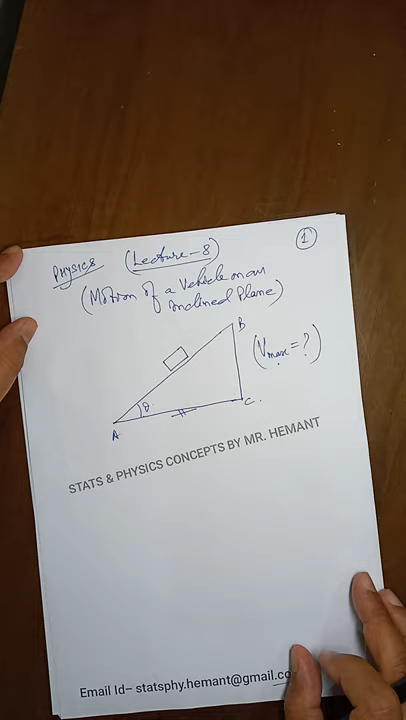 PHYSICS (Lecture-8) 1
(Motion of a Vehicle on an
Inclined Plane)
B
(Vmax = ?)
θ
A
C.
STATS & PHYSICS CONCEPTS BY MR. HEMANT
Email Id– statsphy.hemant@gmail.co